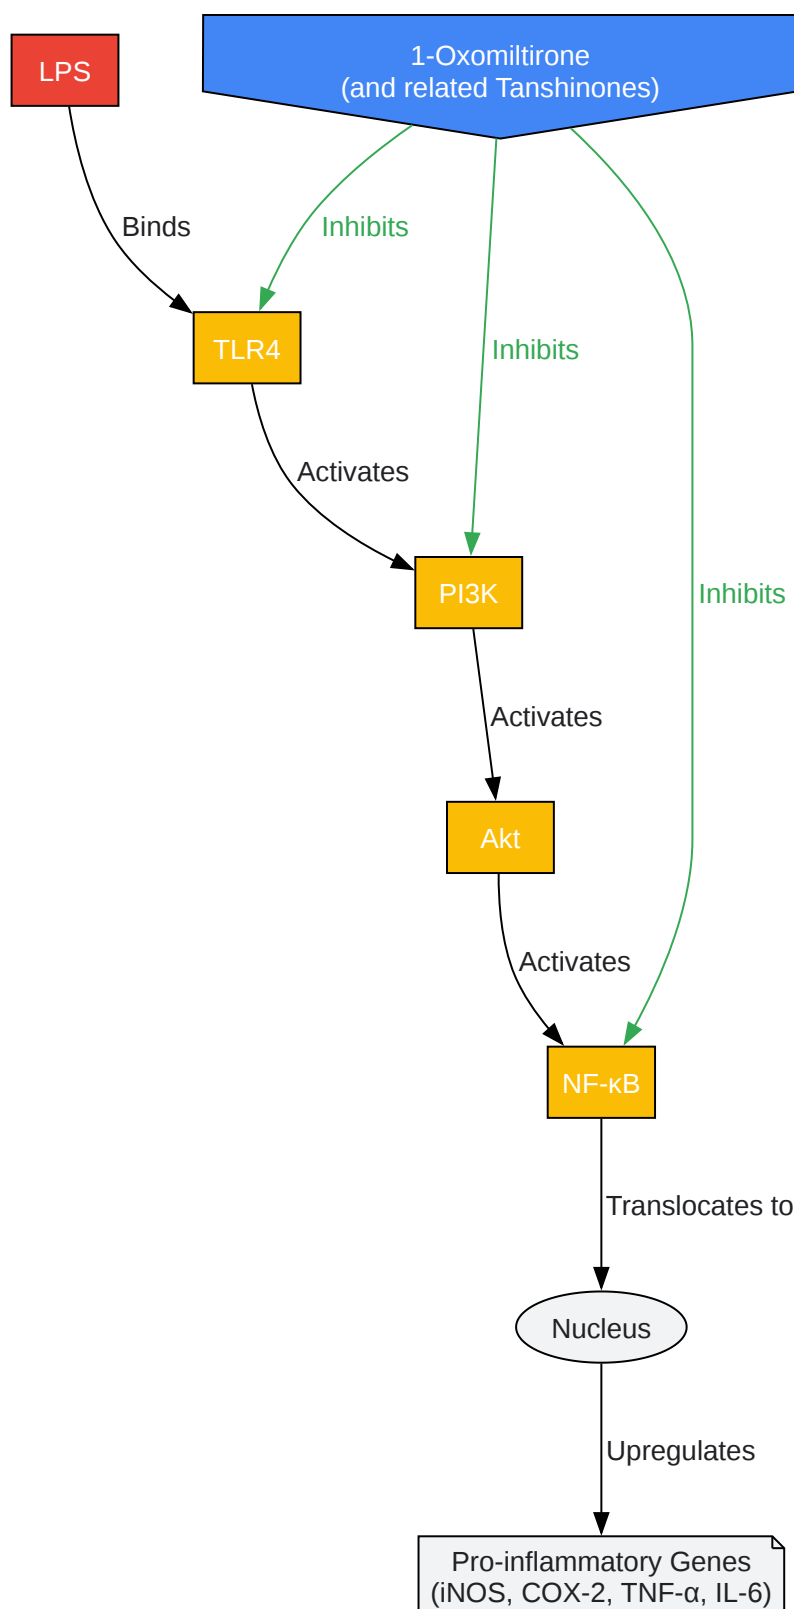 1-Oxomiltirone
(and related Tanshinones)
LPS
Binds
Inhibits
TLR4
Inhibits
Activates
PI3K
Inhibits
Activates
Akt
Activates
NF-κB
Translocates to
Nucleus
Upregulates
Pro-inflammatory Genes
(iNOS, COX-2, TNF-α, IL-6)